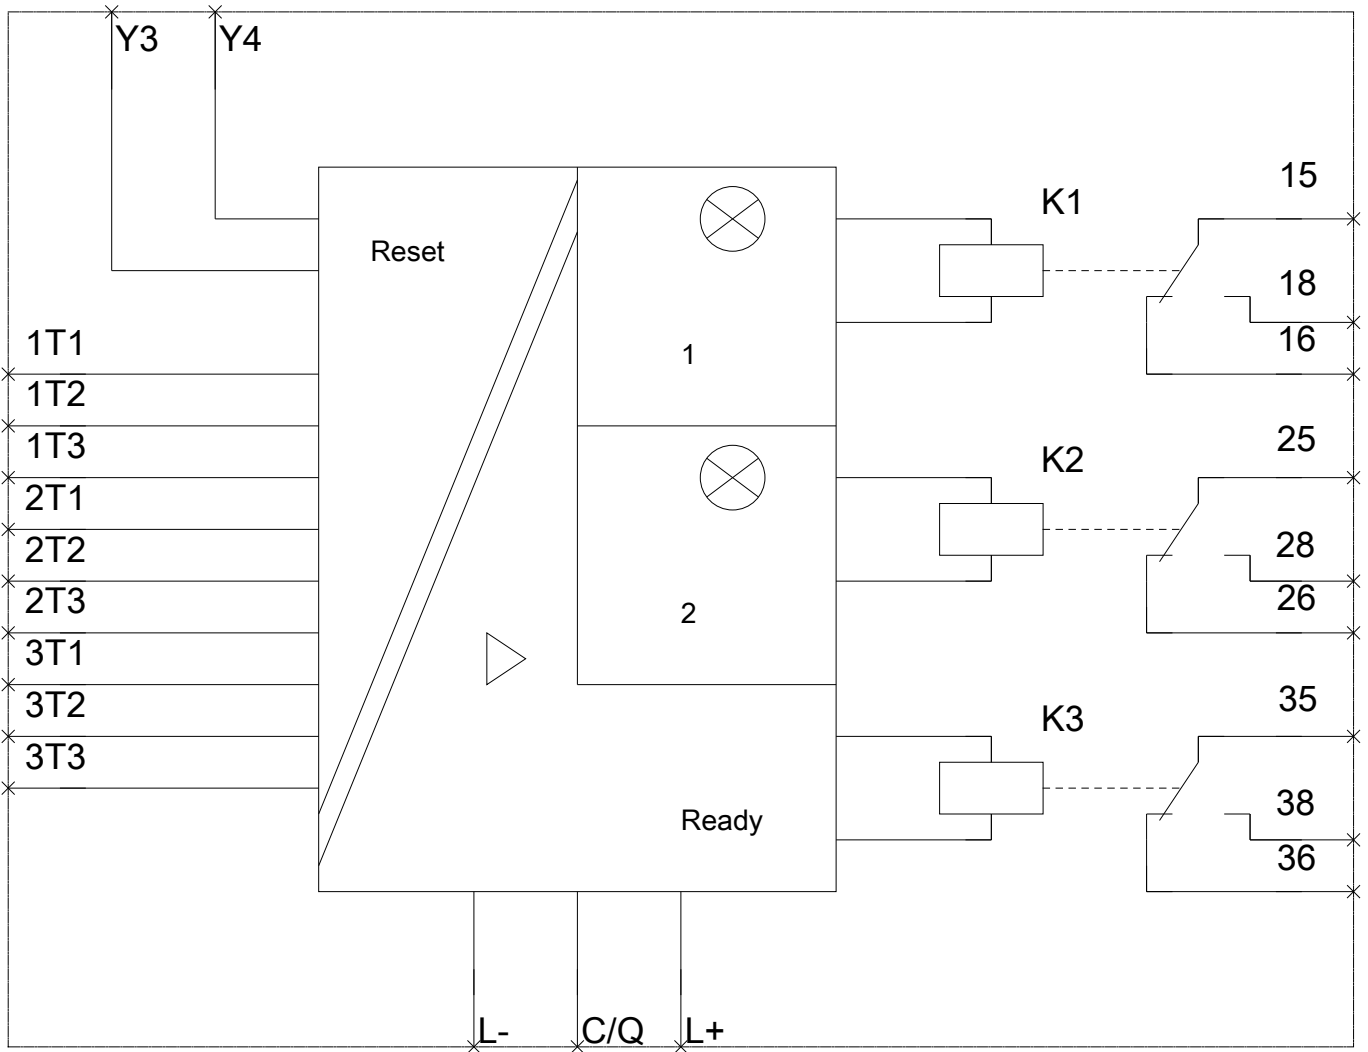 Y3 Y4
15
K1
Reset
18
1T1
16
1
1T2
25
1T3
K2
2T1
28
2T2
26
2T3
2
3T1
35
3T2
K3
3T3
38
Ready
36
L- C/Q L+